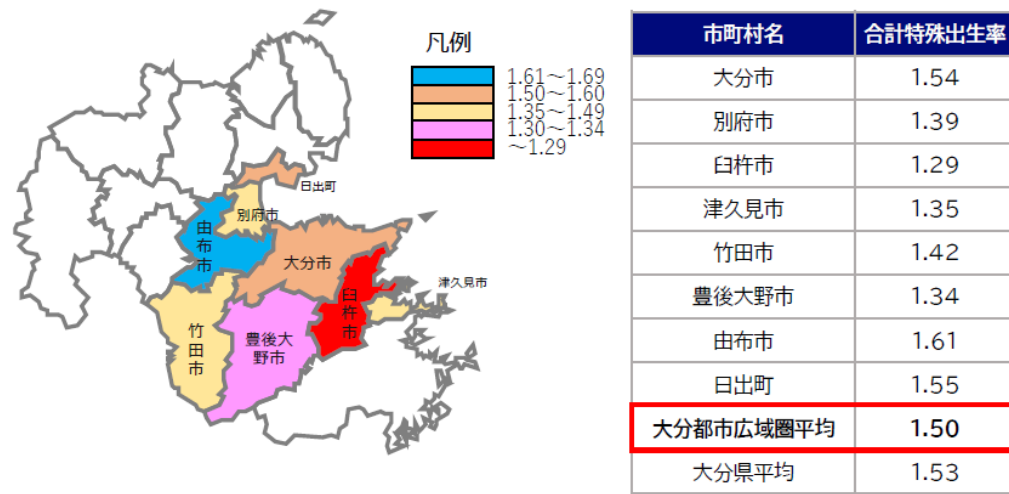 凡例
1.61～1.69
1.50～1.60
1.35～1.49
1.30～1.34
～1.29
日出町
別府市
由布市
大分市
津久見市
臼杵市
竹田市
豊後大
野市
市町村名 合計特殊出生率
大分市 1.54
別府市 1.39
臼杵市 1.29
津久見市 1.35
竹田市 1.42
豊後大野市 1.34
由布市 1.61
日出町 1.55
大分都市広域圏平均 1.50
大分県平均 1.53